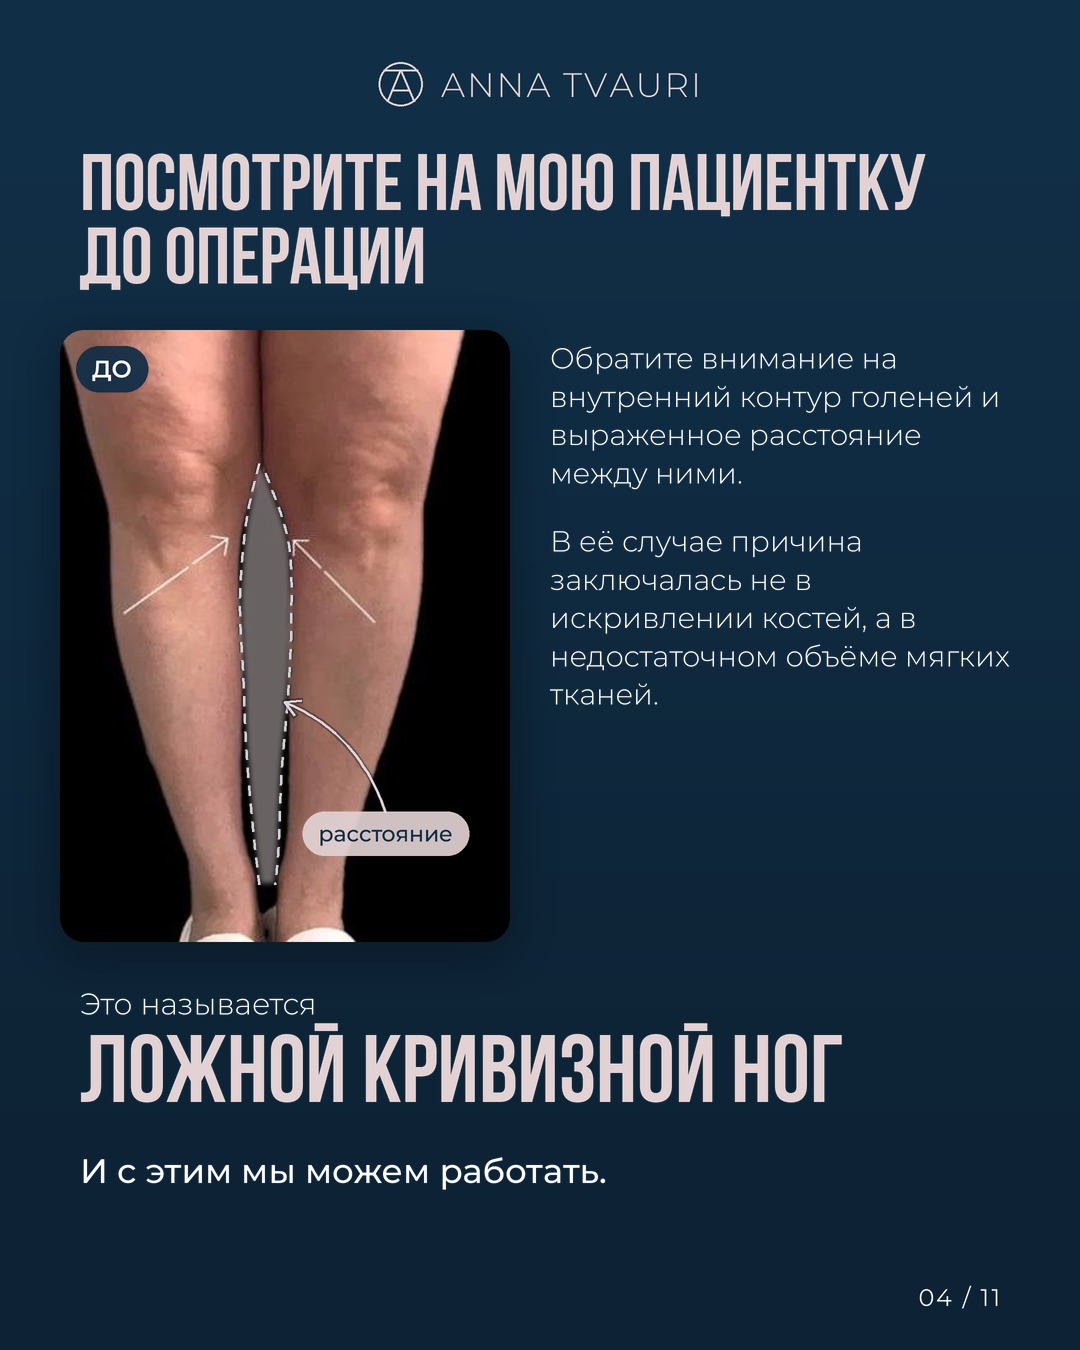 ANNA TVAURI
ПОСМОТРИТЕ НА МОЮ ПАЦИЕНТКУ
ДО ОПЕРАЦИИ
ДО
Обратите внимание на
внутренний контур голеней и
выраженное расстояние
между ними.
В её случае причина
заключалась не в
искривлении костей, а в
недостаточном объёме мягких
тканей.
расстояние
Это называется
ЛОЖНОЙ КРИВИЗНОЙ НОГ
И с этим мы можем работать.
04 / 11